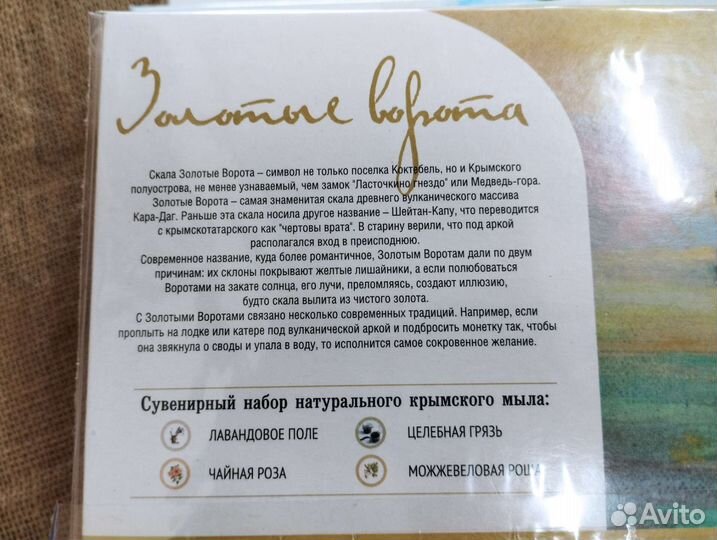 Золотые ворота
Скала Золотые Ворота – символ не только поселка Коктебель, но и Крымского
полуострова, не менее узнаваемый, чем замок "Ласточкино гнездо" или Медведь-гора.
Золотые Ворота – самая знаменитая скала древнего вулканического массива
Кара-Даг. Раньше эта скала носила другое название – Шейтан-Капу, что переводится
с крымскотатарского как "чертовы врата". В старину верили, что под аркой
располагался вход в преисподнюю.
Современное название, куда более романтичное, Золотым Воротам дали по двум
причинам: их склоны покрывают желтые лишайники, а если полюбоваться
Воротами на закате солнца, его лучи, преломляясь, создают иллюзию,
будто скала вылита из чистого золота.
С Золотыми Воротами связано несколько современных традиций. Например, если
проплыть на лодке или катере под вулканической аркой и подбросить монетку так, чтобы
она звякнула о своды и упала в воду, то исполнится самое сокровенное желание.
Сувенирный набор натурального крымского мыла:
ЛАВАНДОВОЕ ПОЛЕ
ЦЕЛЕБНАЯ ГРЯЗЬ
ЧАЙНАЯ РОЗА
МОЖЖЕВЕЛОВАЯ РОЩА
Avito